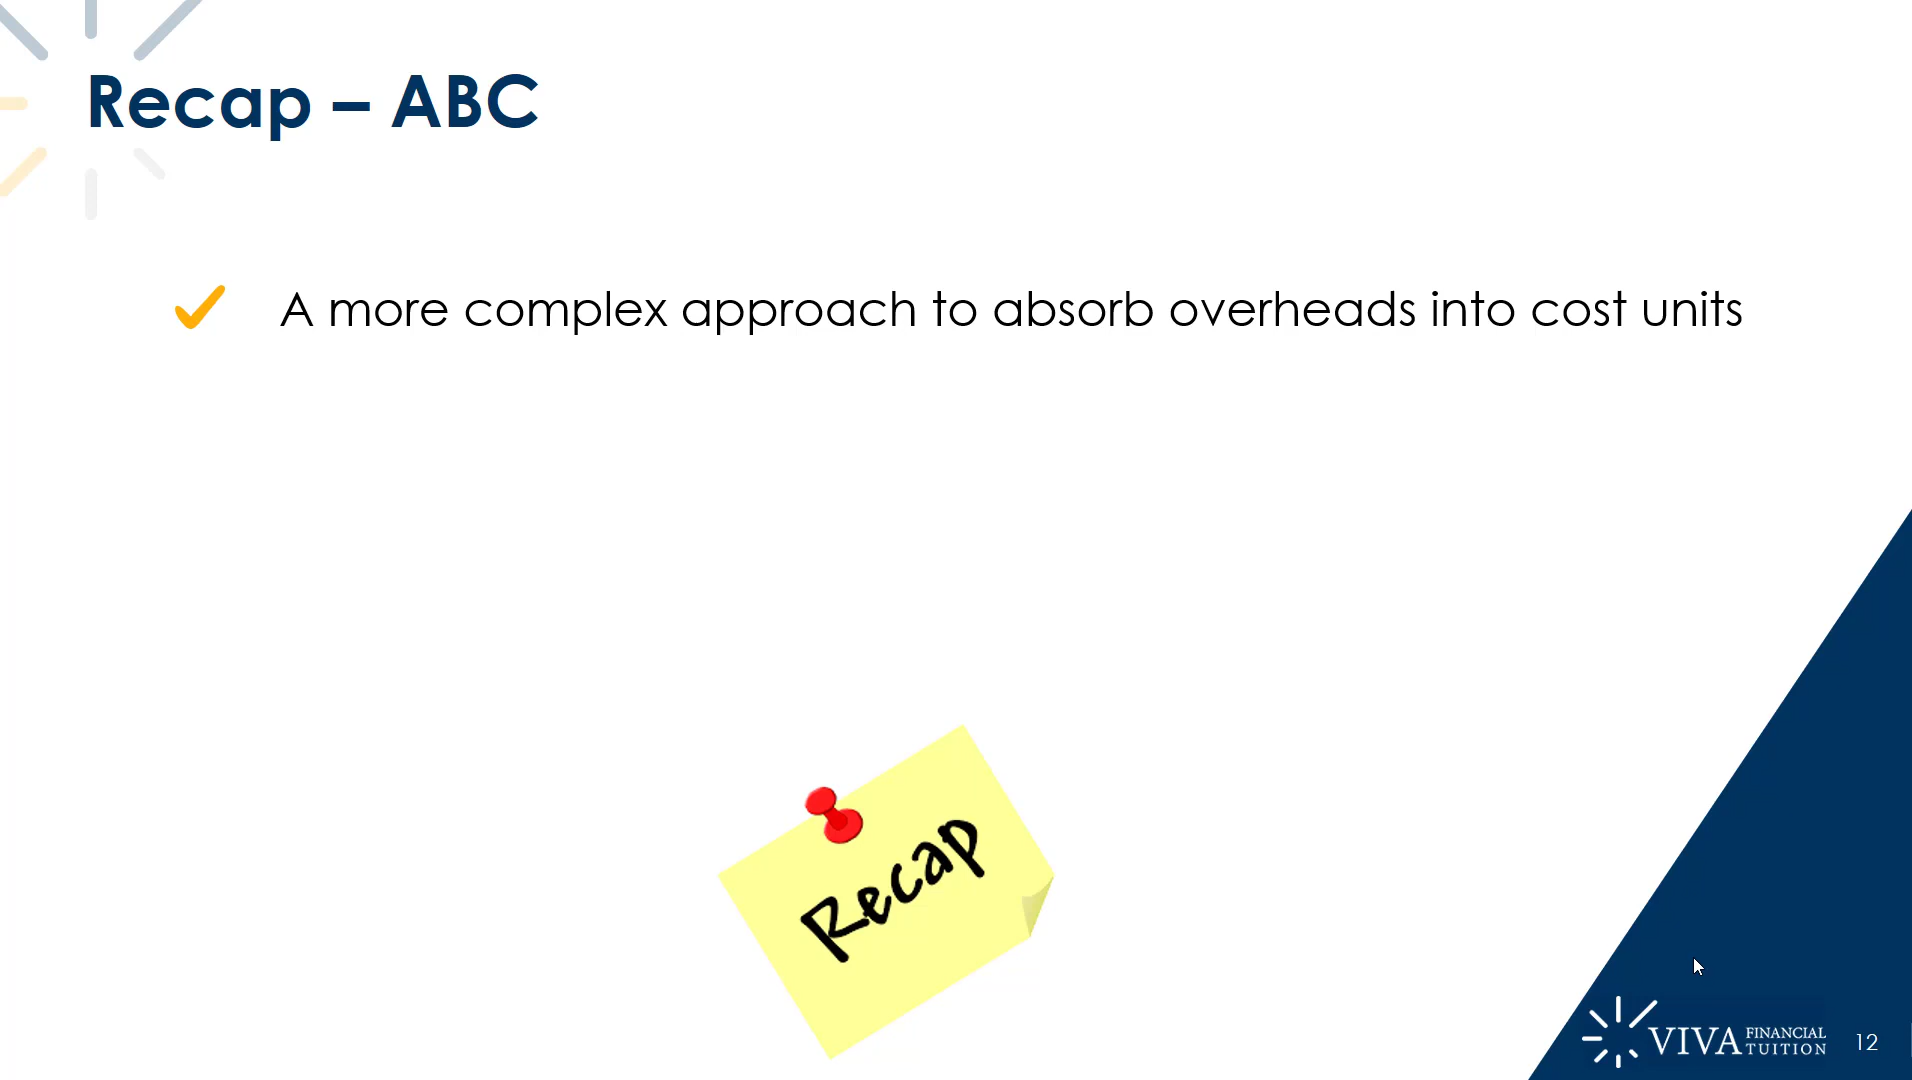 Recap – ABC
A more complex approach to absorb overheads into cost units
Recap
VIVA FINANCIAL
TUITION
12